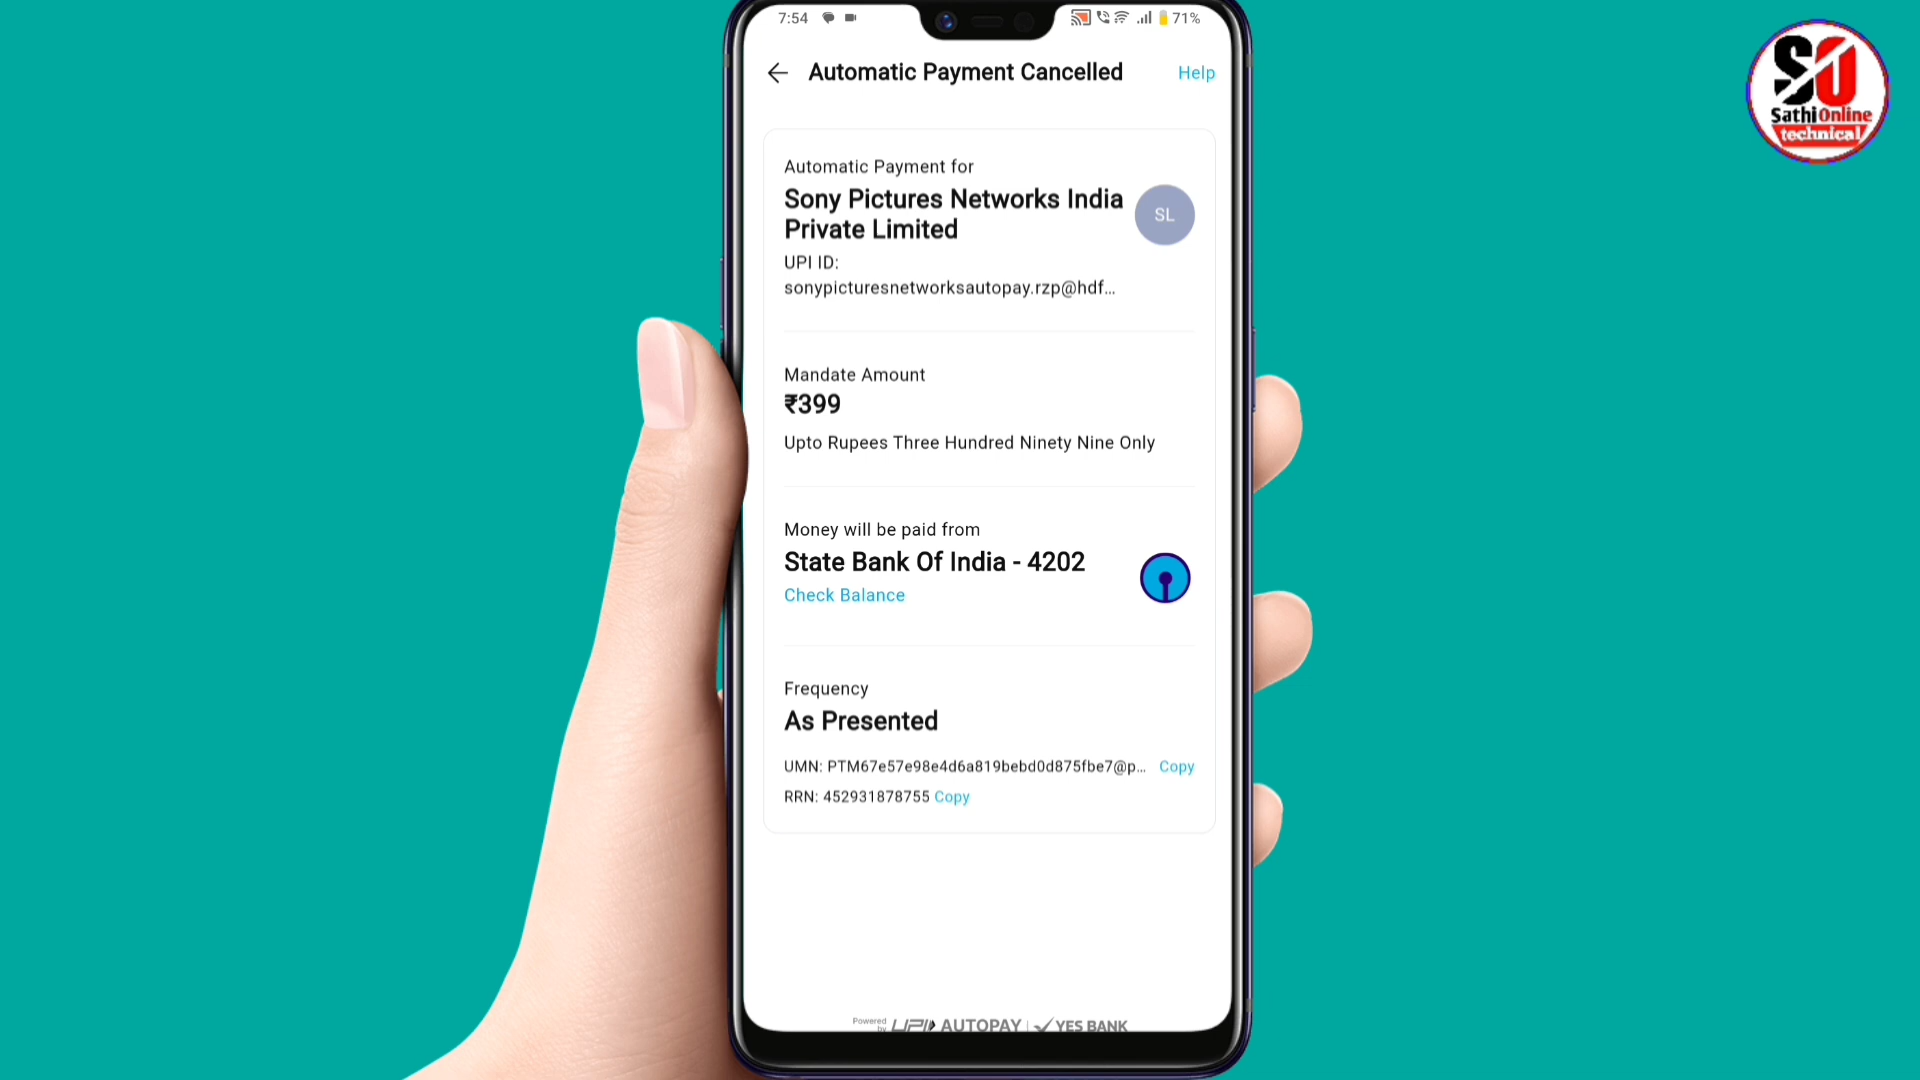 7:54
71%
Automatic Payment Cancelled
Help
Automatic Payment for
Sony Pictures Networks India
Private Limited
SL
UPI ID:
sonypicturesnetworksautopay.rzp@hdf...
Mandate Amount
₹399
Upto Rupees Three Hundred Ninety Nine Only
Money will be paid from
State Bank Of India - 4202
Check Balance
Frequency
As Presented
UMN: PTM67e57e98e4d6a819bebd0d875fbe7@p... Copy
RRN: 452931878755 Copy
Powered by UPI AUTOPAY | YES BANK
SO
Sathi Online
technical